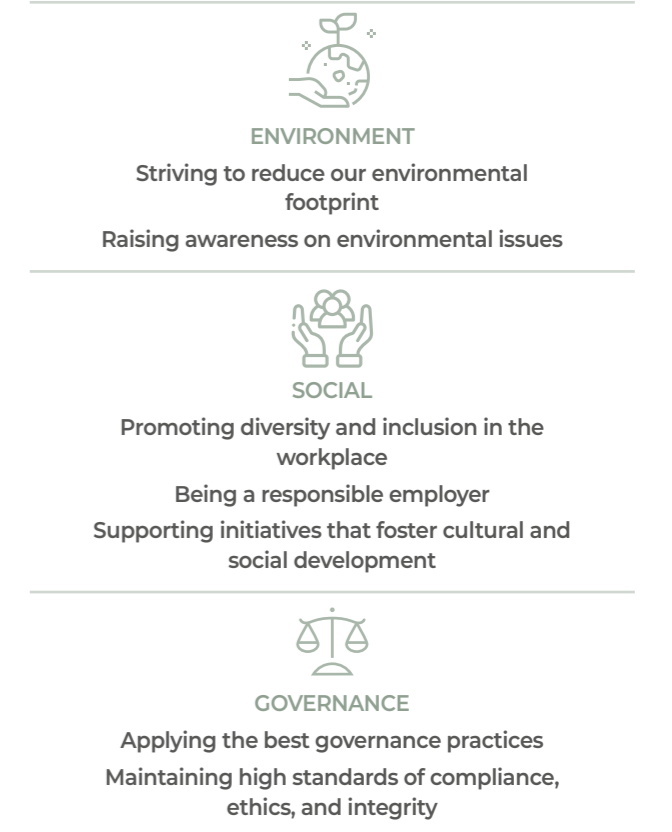 ENVIRONMENT
Striving to reduce our environmental
footprint
Raising awareness on environmental issues
SOCIAL
Promoting diversity and inclusion in the
workplace
Being a responsible employer
Supporting initiatives that foster cultural and
social development
GOVERNANCE
Applying the best governance practices
Maintaining high standards of compliance,
ethics, and integrity